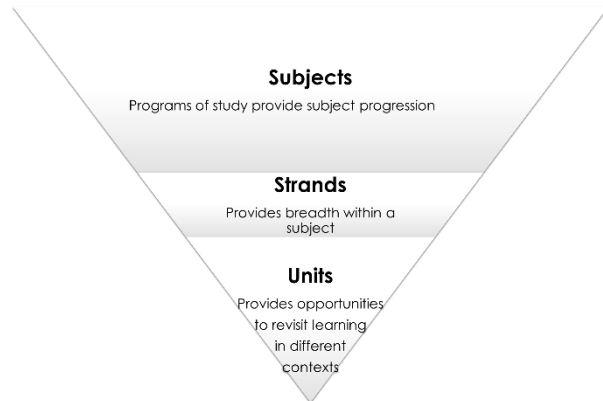 Subjects
Programs of study provide subject progression
Strands
Provides breadth within a
subject
Units
Provides opportunities
to revisit learning
in different
contexts